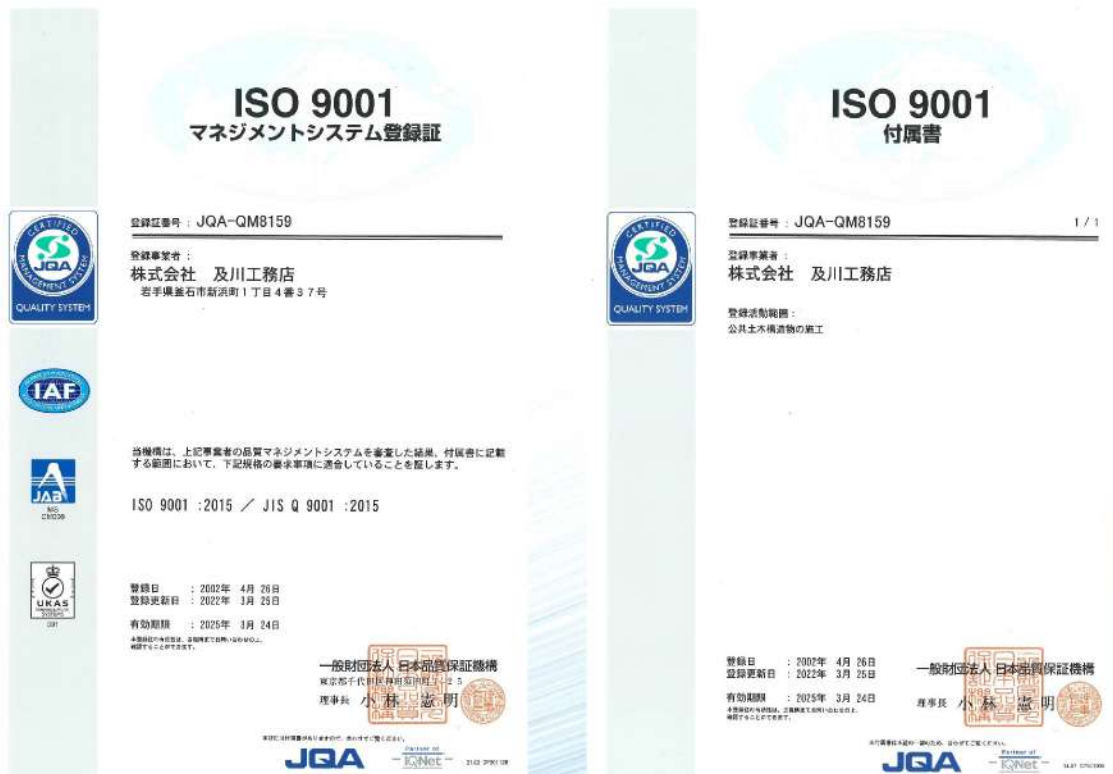 ISO 9001
マネジメントシステム登録証
登録証番号 : JQA-QM8159
登録事業者 :
株式会社 及川工務店
岩手県釜石市新浜町1丁目4番37号
CERTIFIED
JQA
MANAGEMENT SYSTEM
QUALITY SYSTEM
IAF
JAB
MS
CM009
UKAS
MANAGEMENT
SYSTEMS
当機構は、上記事業者の品質マネジメントシステムを審査した結果、付属書に記載
する範囲において、下記規格の要求事項に適合していることを証します。
ISO 9001 :2015 / JIS Q 9001 :2015
登録日 : 2002年 4月 26日
登録更新日 : 2022年 3月 25日
有効期限 : 2025年 3月 24日
一般財団法人 日本品質保証機構
理事長 小林 憲明
JQA
Partner of
IQNet
ISO 9001
付属書
登録証番号 : JQA-QM8159
1 / 1
登録事業者 :
株式会社 及川工務店
登録活動範囲 :
公共土木構造物の施工
CERTIFIED
JQA
MANAGEMENT SYSTEM
QUALITY SYSTEM
登録日 : 2002年 4月 26日
登録更新日 : 2022年 3月 25日
有効期限 : 2025年 3月 24日
一般財団法人 日本品質保証機構
理事長 小林 憲明
JQA
Partner of
IQNet